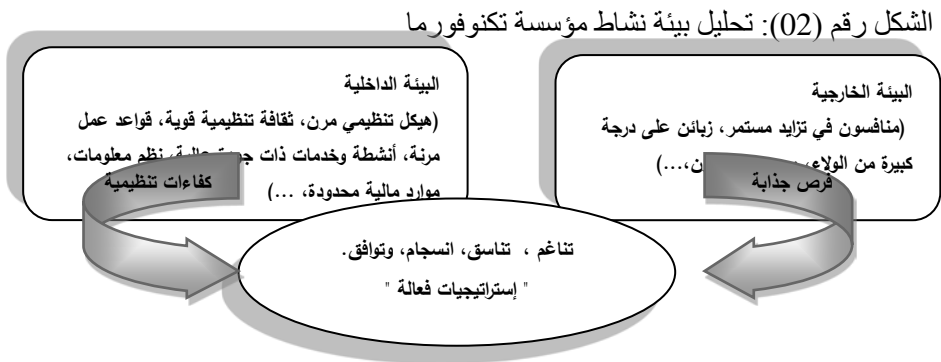 الشكل رقم (02): تحليل بيئة نشاط مؤسسة تكنوفورما
البيئة الخارجية
(منافسون في تزايد مستمر، زبائن على درجة
كبيرة من الولاء، ن،...)
فرص جذابة
البيئة الداخلية
(هيكل تنظيمي مرن، ثقافة تنظيمية قوية، قواعد عمل
مرنة، أنشطة وخدمات ذات جودة عالية، نظم معلومات،
موارد مالية محدودة، ...)
كفاءات تنظيمية
تناغم ، تناسق، انسجام، وتوافق.
" إستراتيجيات فعالة "